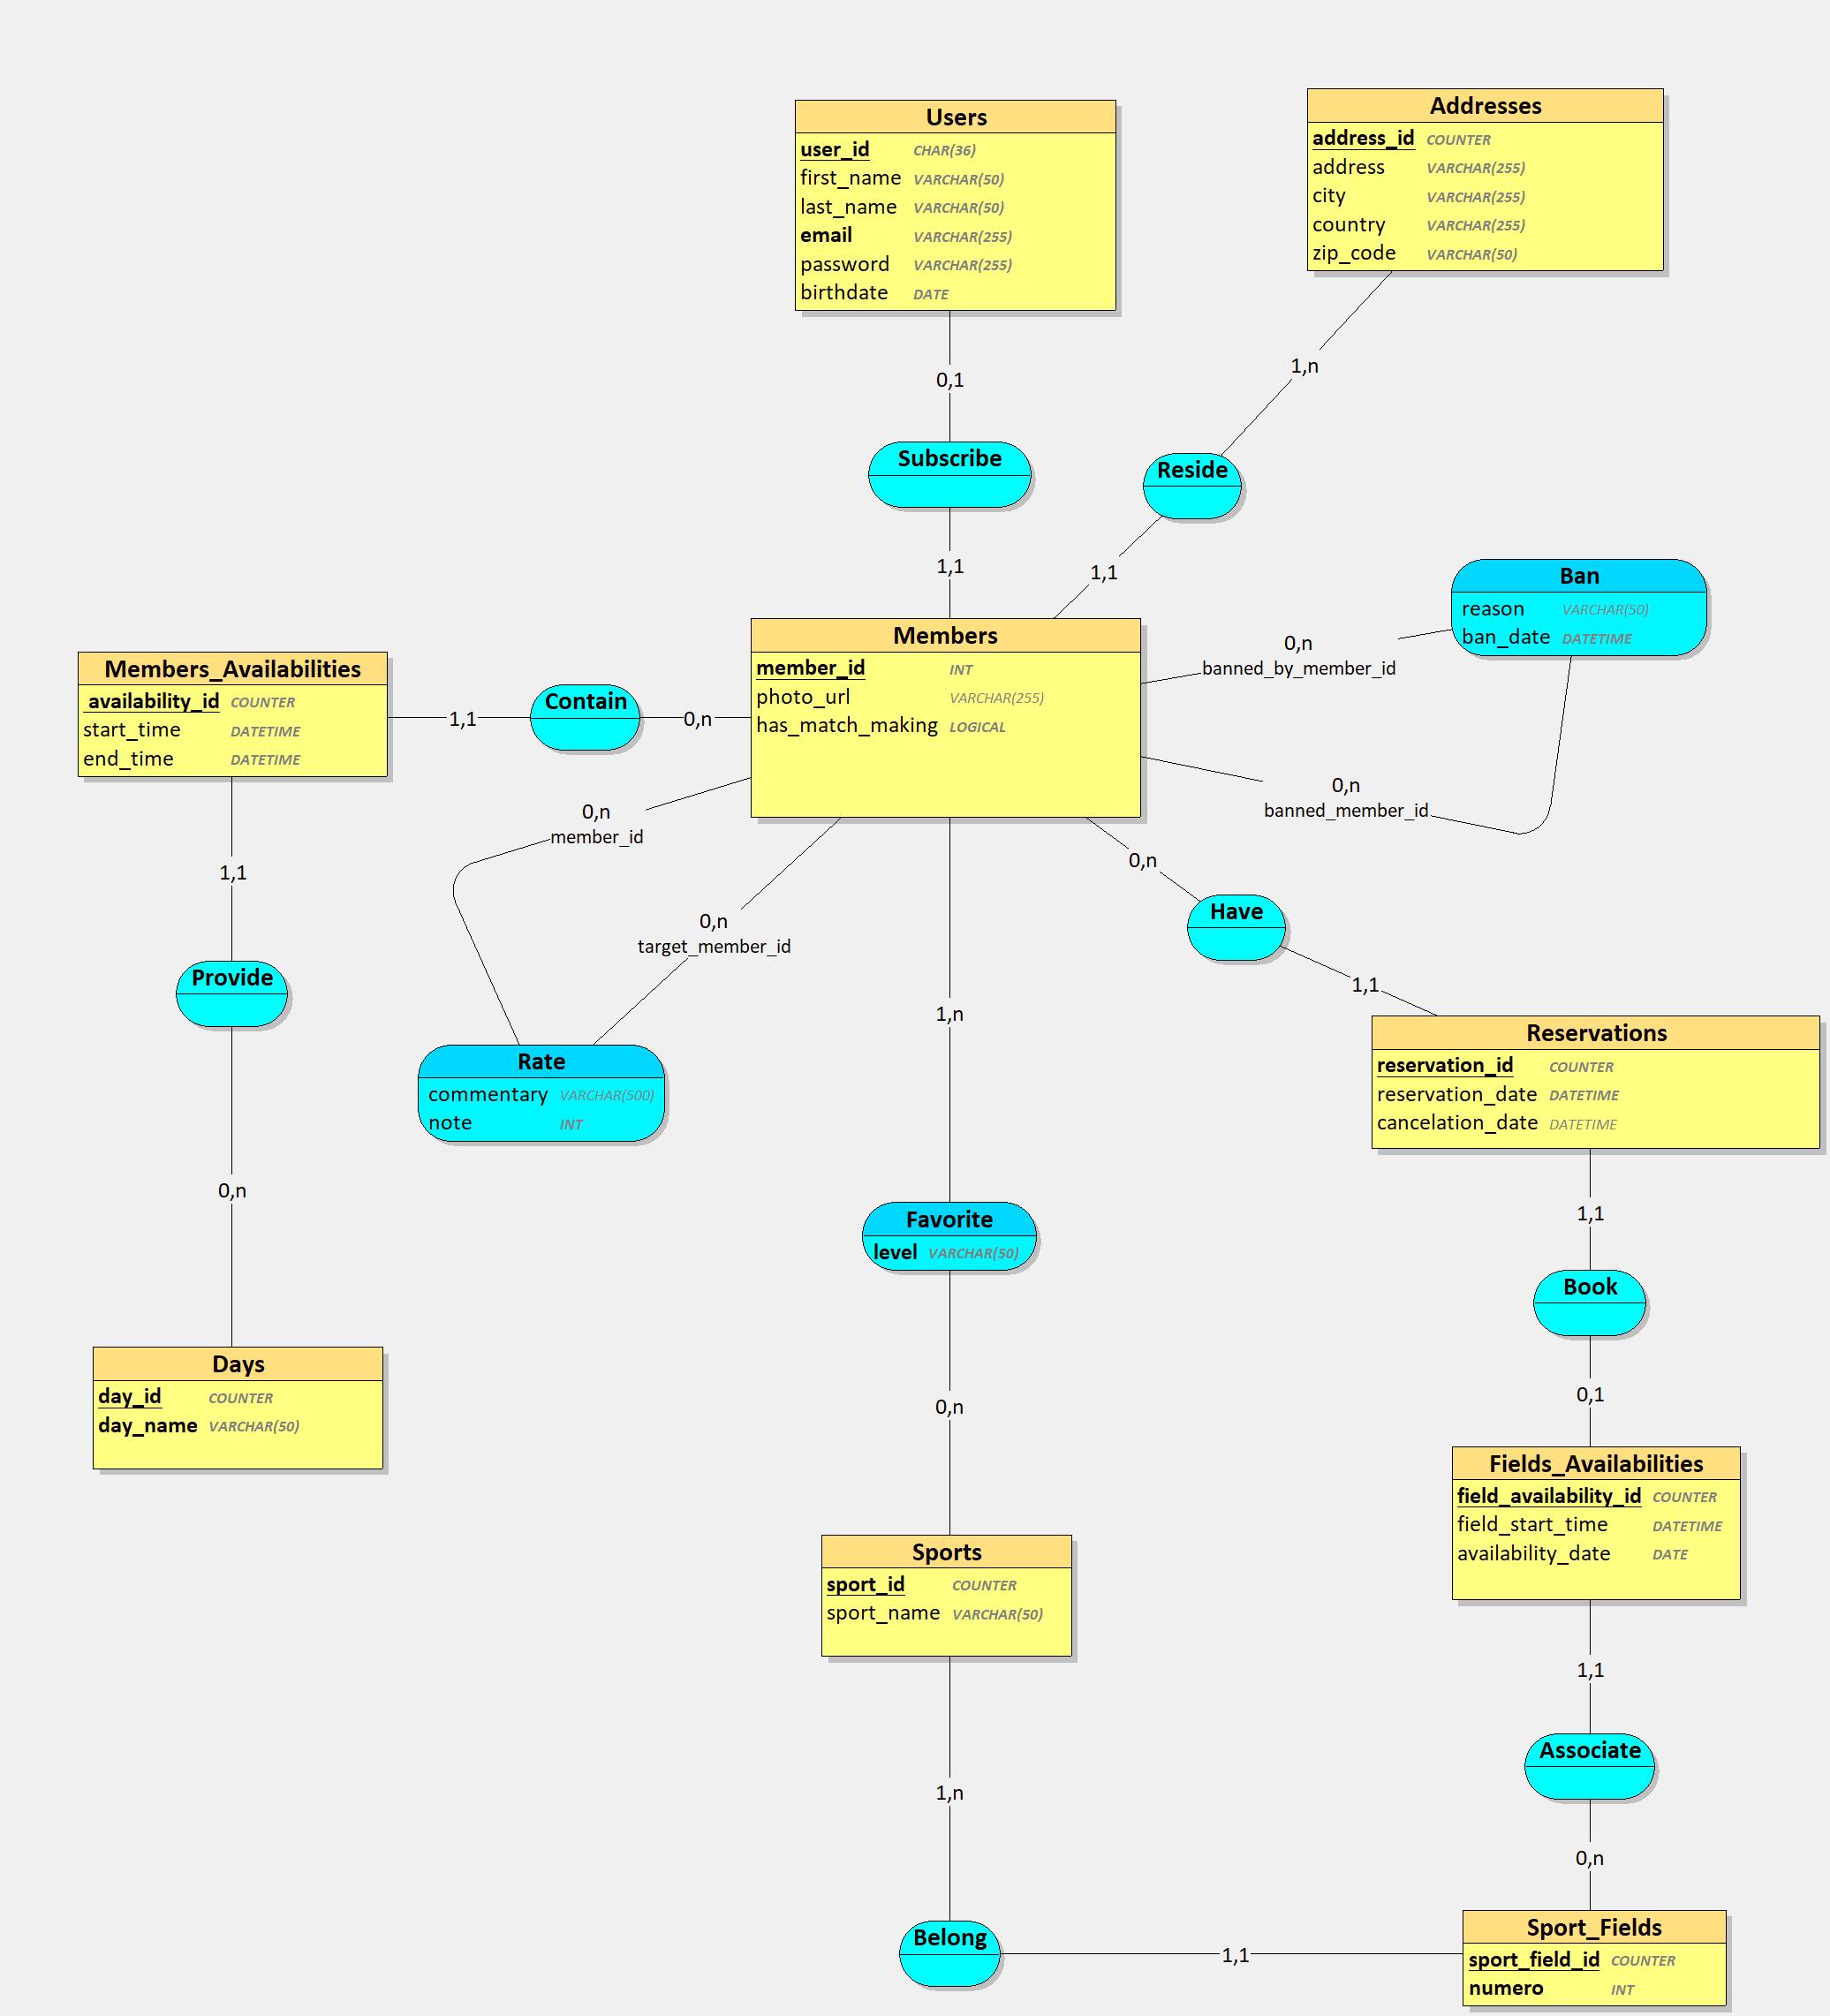 Users
user_id CHAR(36)
first_name VARCHAR(50)
last_name VARCHAR(50)
email VARCHAR(255)
password VARCHAR(255)
birthdate DATE
Addresses
address_id COUNTER
address VARCHAR(255)
city VARCHAR(255)
country VARCHAR(255)
zip_code VARCHAR(50)
0,1
1,n
Subscribe
Reside
1,1
1,1
Members_Availabilities
availability_id COUNTER
start_time DATETIME
end_time DATETIME
1,1
Contain
0,n
Members
member_id INT
photo_url VARCHAR(255)
has_match_making LOGICAL
0,n
banned_by_member_id
Ban
reason VARCHAR(50)
ban_date DATETIME
0,n
banned_member_id
0,n
member_id
0,n
target_member_id
1,1
Provide
0,n
Rate
commentary VARCHAR(500)
note INT
1,n
0,n
Have
1,1
Reservations
reservation_id COUNTER
reservation_date DATETIME
cancelation_date DATETIME
Favorite
level VARCHAR(50)
1,1
Book
0,1
Days
day_id COUNTER
day_name VARCHAR(50)
0,n
Sports
sport_id COUNTER
sport_name VARCHAR(50)
Fields_Availabilities
field_availability_id COUNTER
field_start_time DATETIME
availability_date DATE
1,1
Associate
0,n
1,n
Belong
1,1
Sport_Fields
sport_field_id COUNTER
numero INT